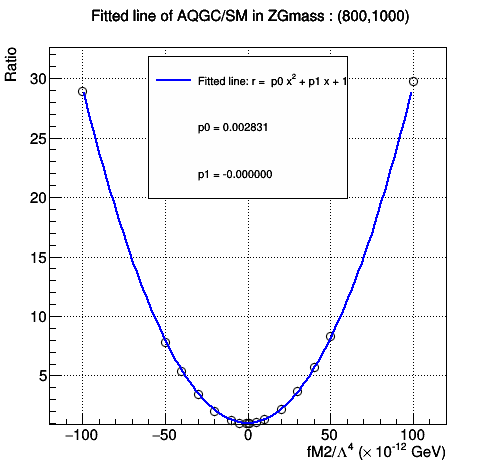 Fitted line of AQGC/SM in ZGmass : (800,1000)
Ratio
Fitted line: r = p0 x² + p1 x + 1
p0 = 0.002831
p1 = -0.000000
30
25
20
15
10
5
−100 −50 0 50 100
fM2/Λ⁴ (× 10⁻¹² GeV)